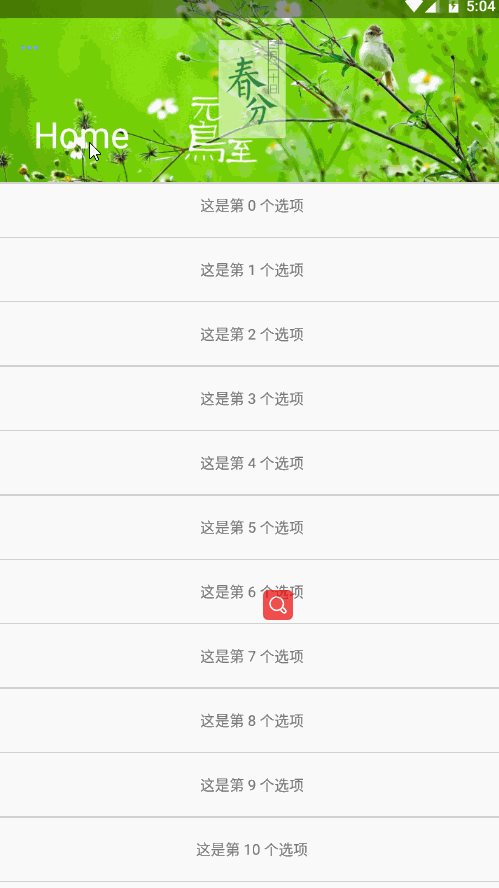 5:04
春分
元
鳥至
Home
这是第 0 个选项
这是第 1 个选项
这是第 2 个选项
这是第 3 个选项
这是第 4 个选项
这是第 5 个选项
这是第 6 个选项
这是第 7 个选项
这是第 8 个选项
这是第 9 个选项
这是第 10 个选项